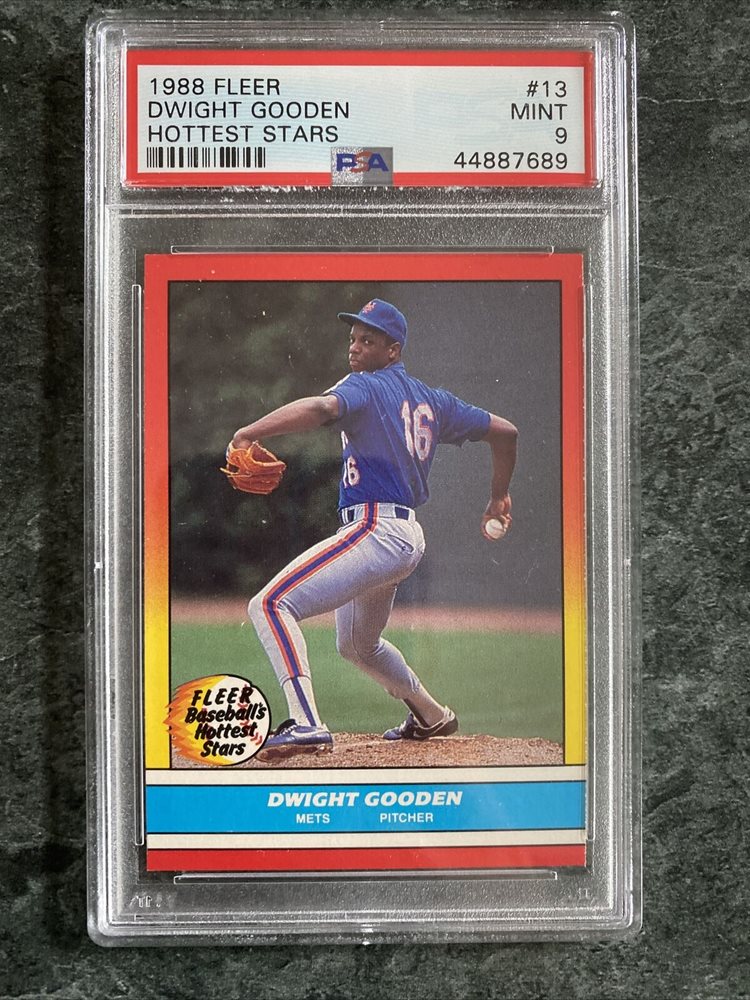 1988 FLEER #13
DWIGHT GOODEN MINT
HOTTEST STARS 9
PSA 44887689
16
16
FLEER
Baseball's
Hottest
Stars
DWIGHT GOODEN
METS PITCHER